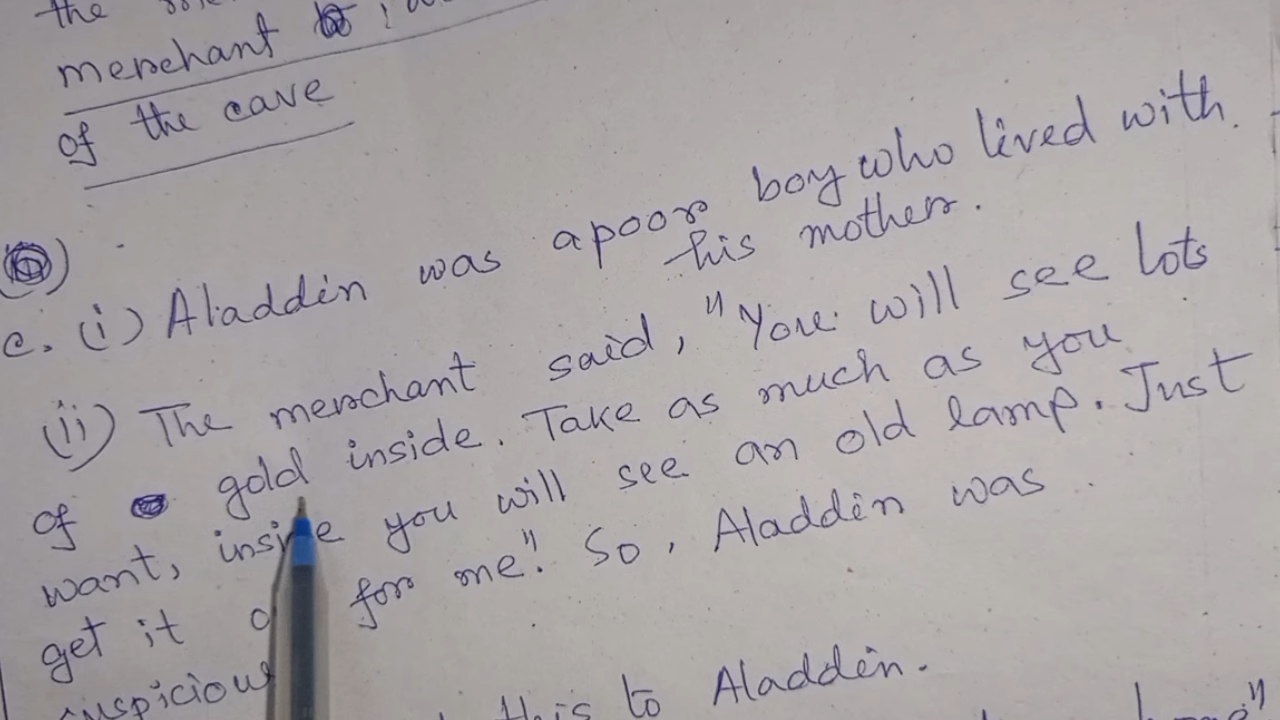 the
merchant
of the cave
c. (i) Aladdin was a poor boy who lived with
his mother.
(ii) The merchant said, "You will see lots
of gold inside. Take as much as you
want, inside you will see an old lamp. Just
get it for me". So, Aladdin was
suspicious
this to Aladdin.